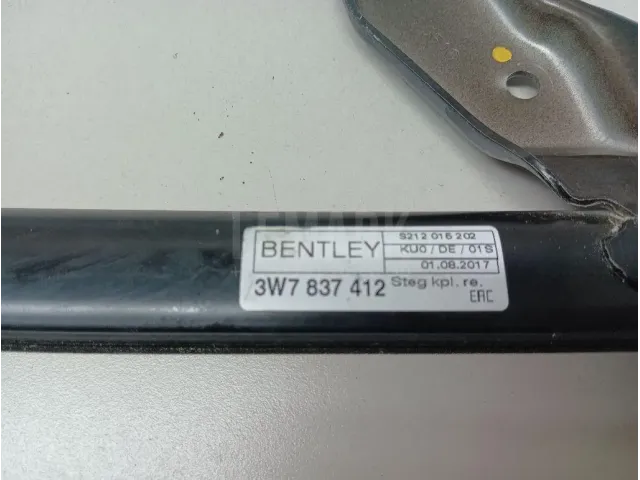 5212 015 202
BENTLEY
KU0 / DE / 01S
01.08.2017
3W7 837 412
Steg kpl. re.
EAC